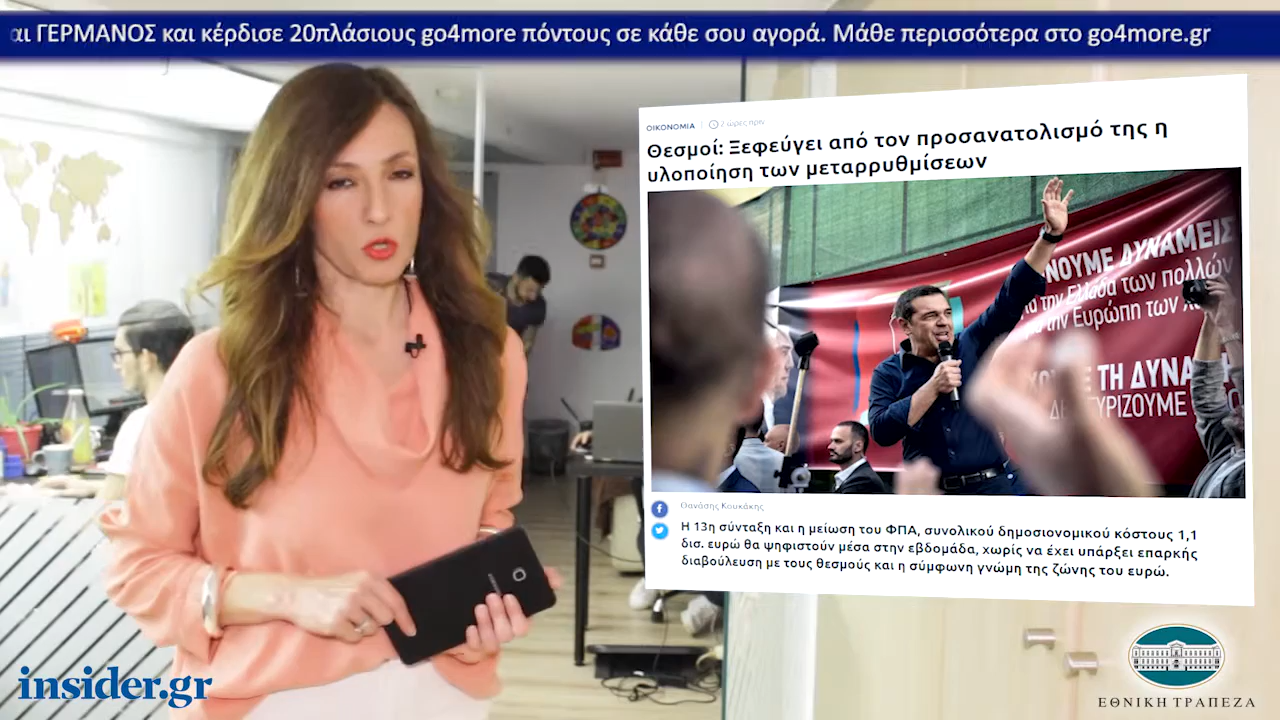 αι ΓΕΡΜΑΝΟΣ και κέρδισε 20πλάσιους go4more πόντους σε κάθε σου αγορά. Μάθε περισσότερα στο go4more.gr
ΟΙΚΟΝΟΜΙΑ | 2 ώρες πριν
Θεσμοί: Ξεφεύγει από τον προσανατολισμό της η
υλοποίηση των μεταρρυθμίσεων
ΝΟΥΜΕ ΔΥΝΑΜΕΙΣ
την Ελλάδα των πολλών
την Ευρώπη των
ΤΗ ΔΥΝΑ
Θανάσης Κουκάκης
Η 13η σύνταξη και η μείωση του ΦΠΑ, συνολικού δημοσιονομικού κόστους 1,1
δισ. ευρώ θα ψηφιστούν μέσα στην εβδομάδα, χωρίς να έχει υπάρξει επαρκής
διαβούλευση με τους θεσμούς και η σύμφωνη γνώμη της ζώνης του ευρώ.
insider.gr
ΕΘΝΙΚΗ ΤΡΑΠΕΖΑ